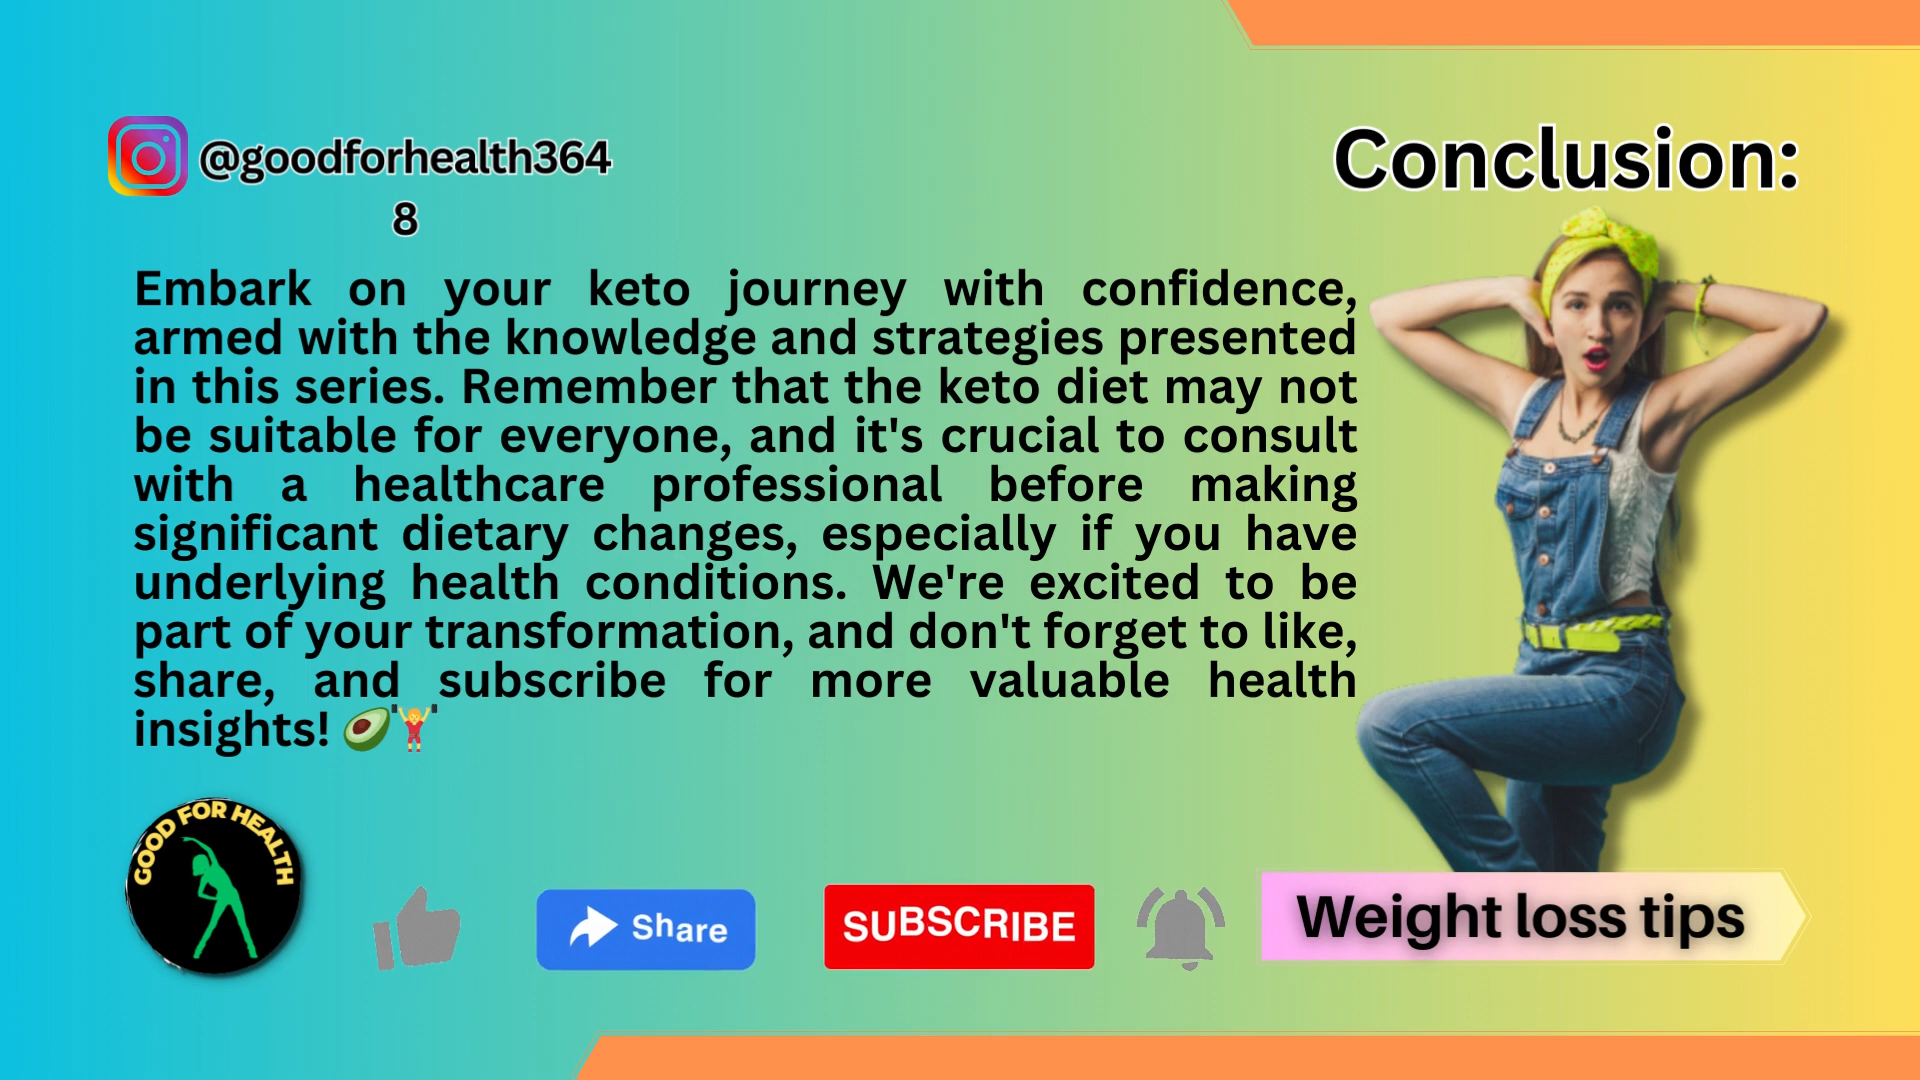 @goodforhealth364
8
Conclusion:
Embark on your keto journey with confidence,
armed with the knowledge and strategies presented
in this series. Remember that the keto diet may not
be suitable for everyone, and it's crucial to consult
with a healthcare professional before making
significant dietary changes, especially if you have
underlying health conditions. We're excited to be
part of your transformation, and don't forget to like,
share, and subscribe for more valuable health
insights! 🥑🏋️
GOOD FOR HEALTH
Share
SUBSCRIBE
Weight loss tips